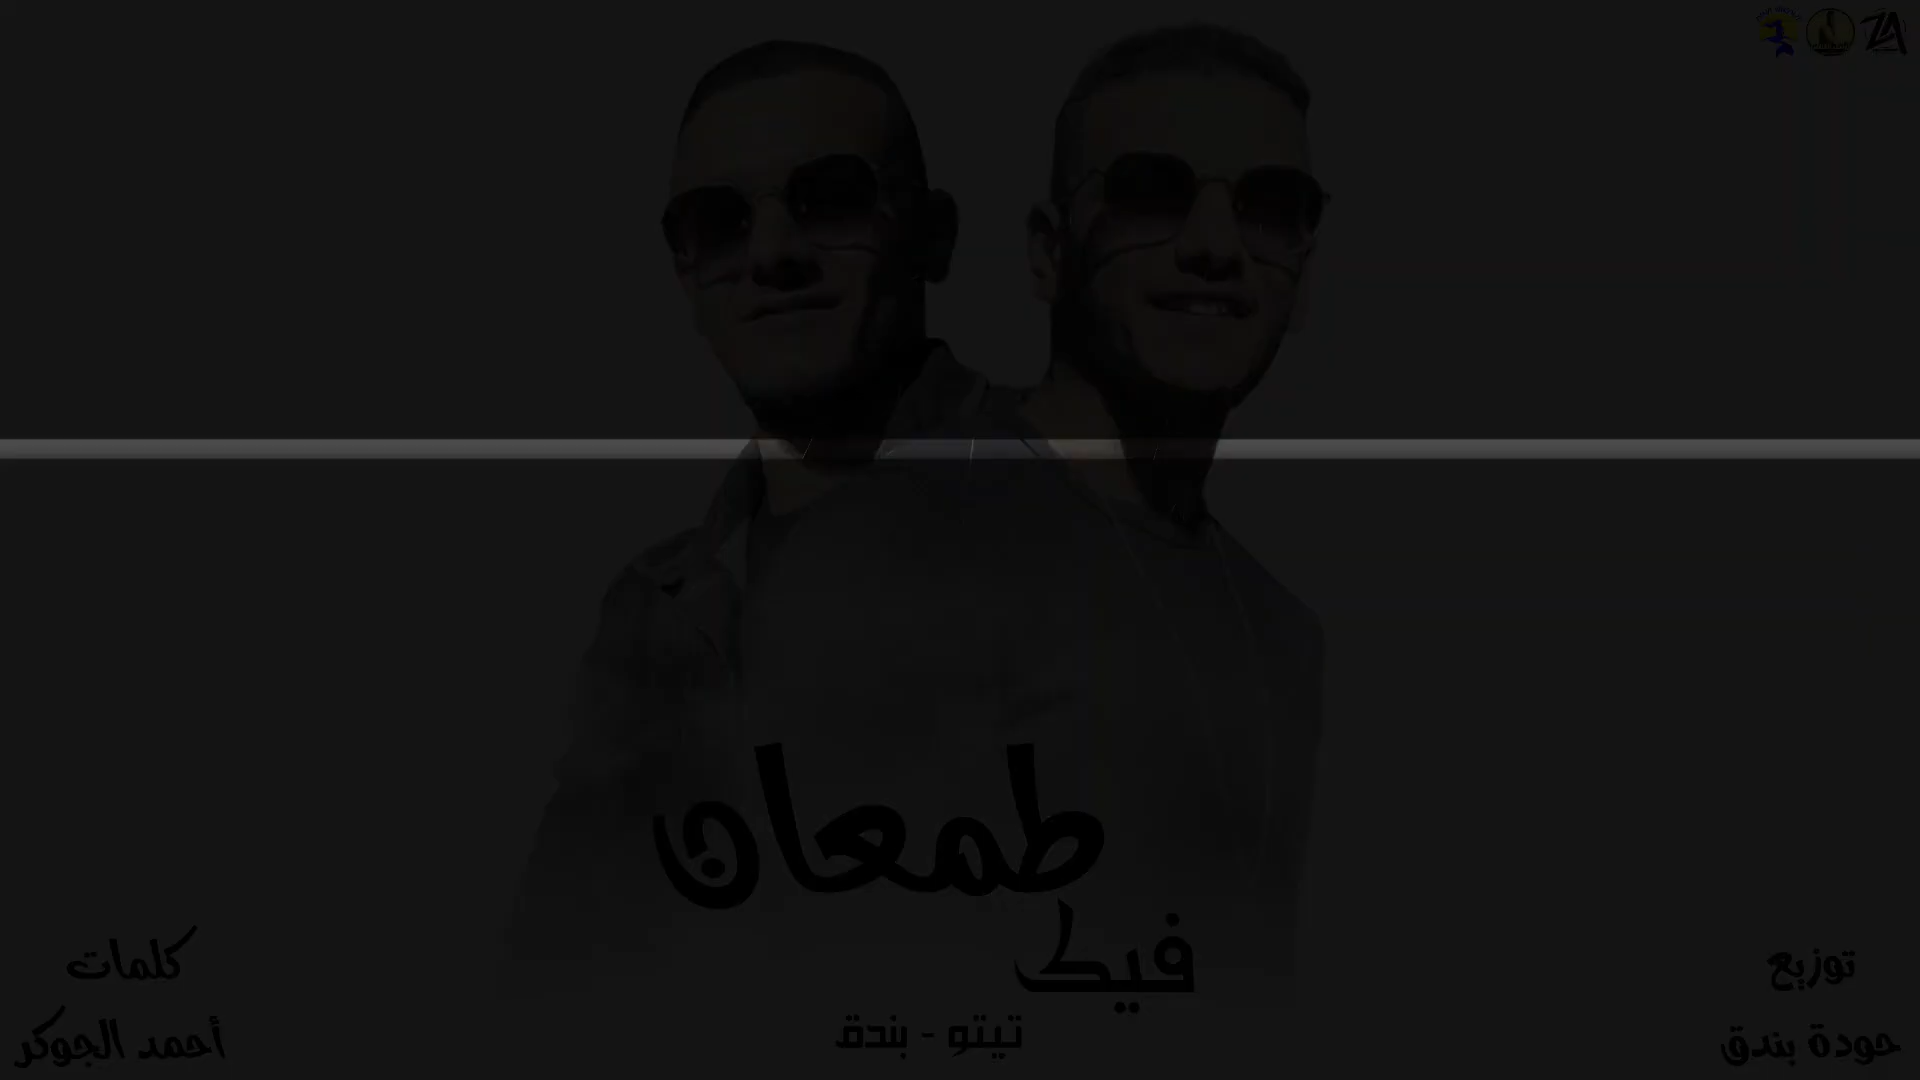 طمعان
فيك
تيتو - بندق
كلمات
أحمد الجوكر
توزيع
حودة بندق